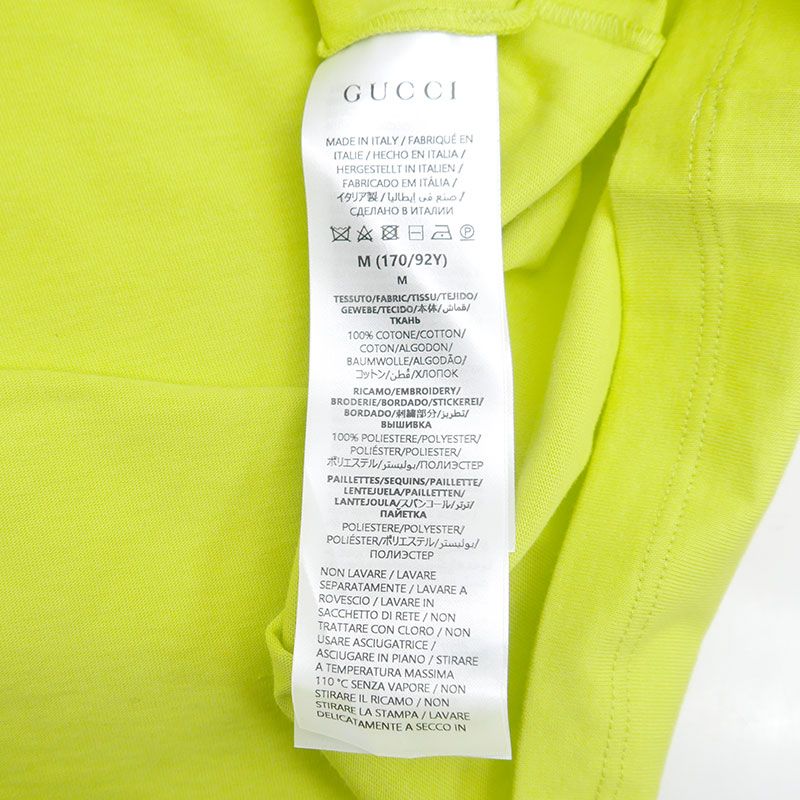 GUCCI
MADE IN ITALY / FABRIQUÉ EN
ITALIE / HECHO EN ITALIA /
HERGESTELLT IN ITALIEN /
FABRICADO EM ITÁLIA /
イタリア製 / صنع في إيطاليا /
СДЕЛАНО В ИТАЛИИ
M (170/92Y)
M
TESSUTO/FABRIC/TISSU/TEJIDO/
GEWEBE/TECIDO/本体/قماش/
ТКАНЬ
100% COTONE/COTTON/
COTON/ALGODON/
BAUMWOLLE/ALGODÃO/
コットン/قُطن/ХЛОПОК
RICAMO/EMBROIDERY/
BRODERIE/BORDADO/STICKEREI/
BORDADO/刺繍部分/تطريز/
ВЫШИВКА
100% POLIESTERE/POLYESTER/
POLIÉSTER/POLIESTER/
ポリエステル/بوليستر/ПОЛИЭСТЕР
PAILLETTES/SEQUINS/PAILLETTE/
LENTEJUELA/PAILLETTEN/
LANTEJOULA/スパンコール/ترتر/
ПАЙЕТКА
POLIESTERE/POLYESTER/
POLIÉSTER/ポリエステル/بوليستر/
ПОЛИЭСТЕР
NON LAVARE / LAVARE
SEPARATAMENTE / LAVARE A
ROVESCIO / LAVARE IN
SACCHETTO DI RETE / NON
TRATTARE CON CLORO / NON
USARE ASCIUGATRICE /
ASCIUGARE IN PIANO / STIRARE
A TEMPERATURA MASSIMA
110 °C SENZA VAPORE / NON
STIRARE IL RICAMO / NON
STIRARE LA STAMPA / LAVARE
DELICATAMENTE A SECCO IN